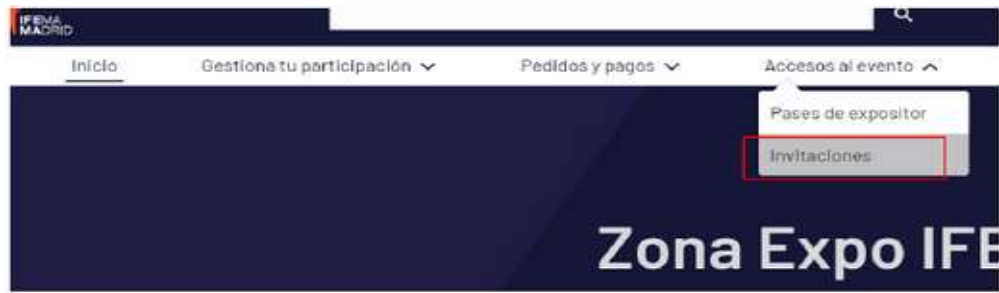 IFEMA
MADRID
Inicio Gestiona tu participación Pedidos y pagos Accesos al evento
Pases de expositor
Invitaciones
Zona Expo IFE